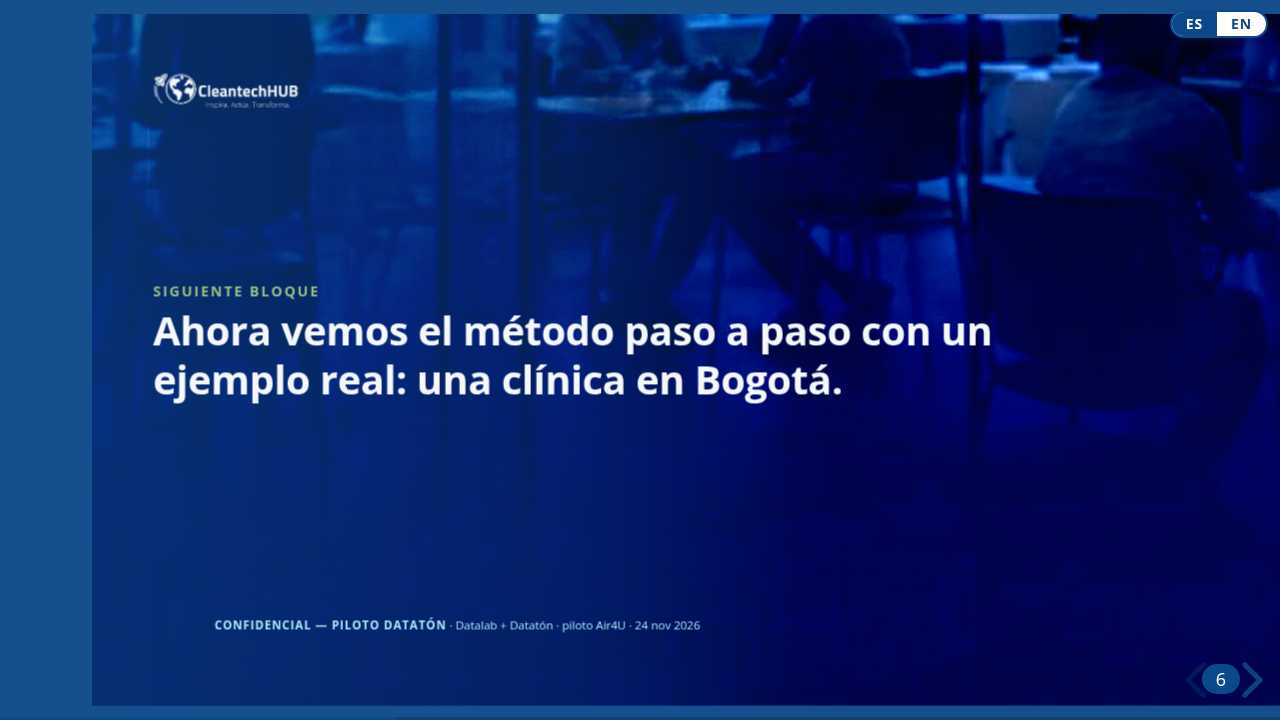 ES EN
CleantechHUB
Inspira. Actúa. Transforma.
SIGUIENTE BLOQUE
Ahora vemos el método paso a paso con un
ejemplo real: una clínica en Bogotá.
CONFIDENCIAL — PILOTO DATATÓN · Datalab + Datatón · piloto Air4U · 24 nov 2026
6